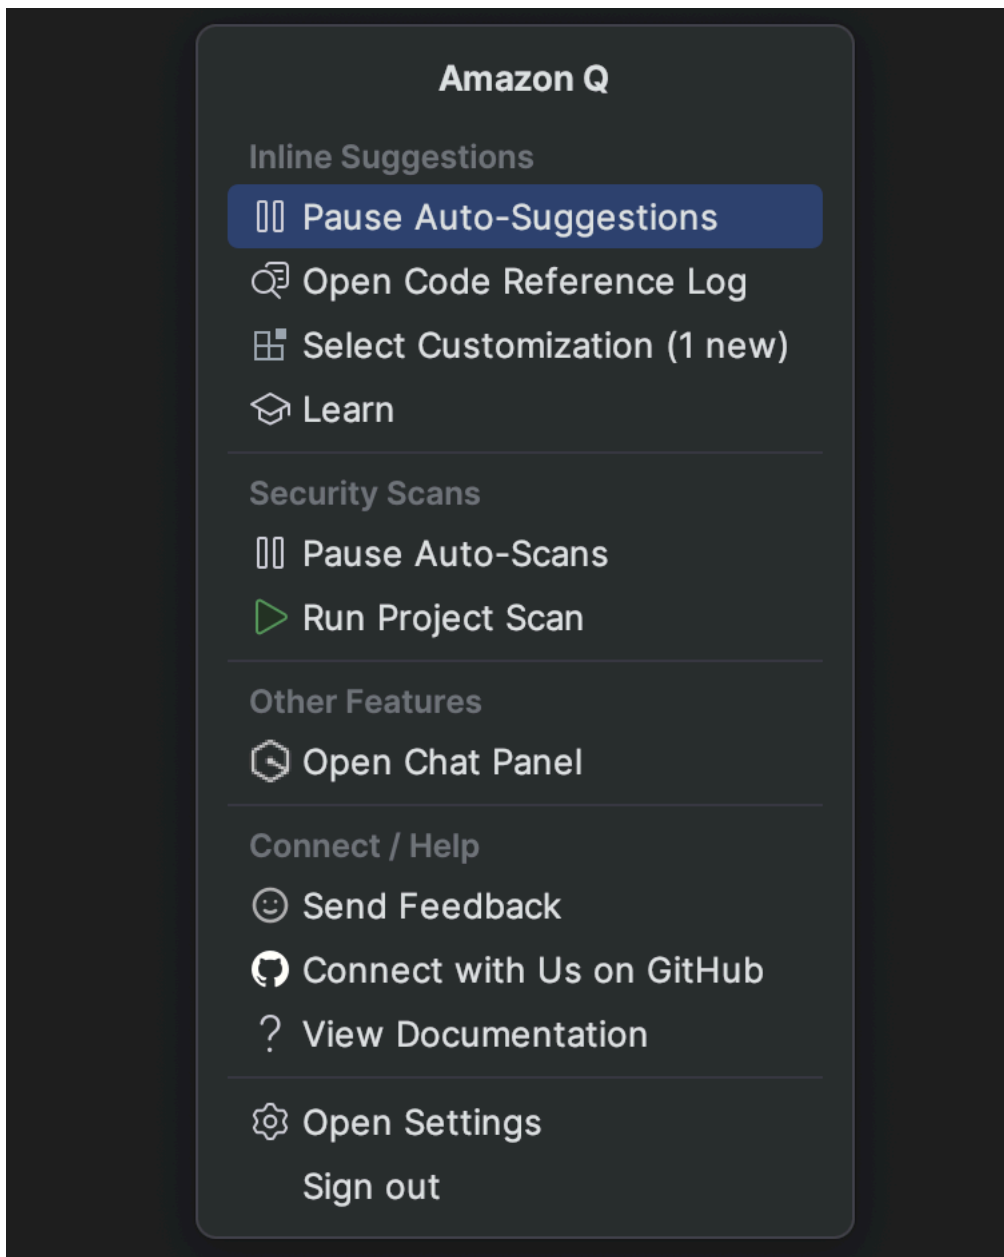 Amazon Q
Inline Suggestions
Pause Auto-Suggestions
Open Code Reference Log
Select Customization (1 new)
Learn
Security Scans
Pause Auto-Scans
Run Project Scan
Other Features
Open Chat Panel
Connect / Help
Send Feedback
Connect with Us on GitHub
View Documentation
Open Settings
Sign out